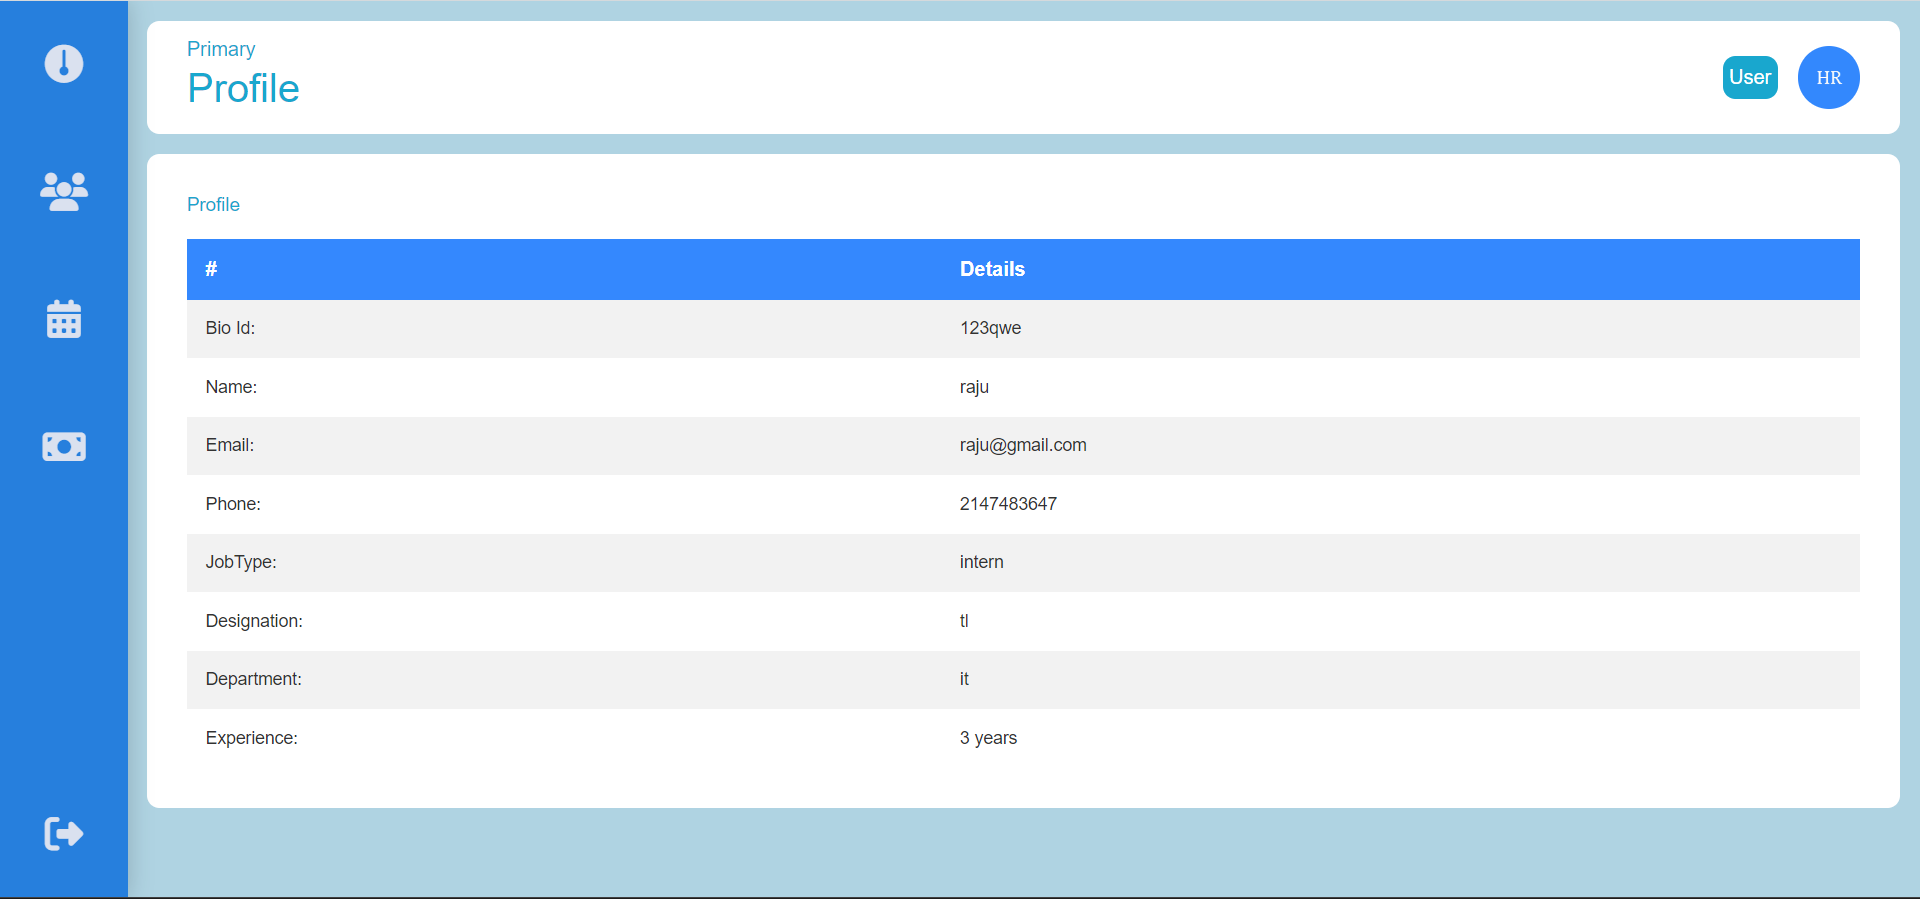 Primary
Profile
User
HR
Profile
# Details
Bio Id: 123qwe
Name: raju
Email: raju@gmail.com
Phone: 2147483647
JobType: intern
Designation: tl
Department: it
Experience: 3 years